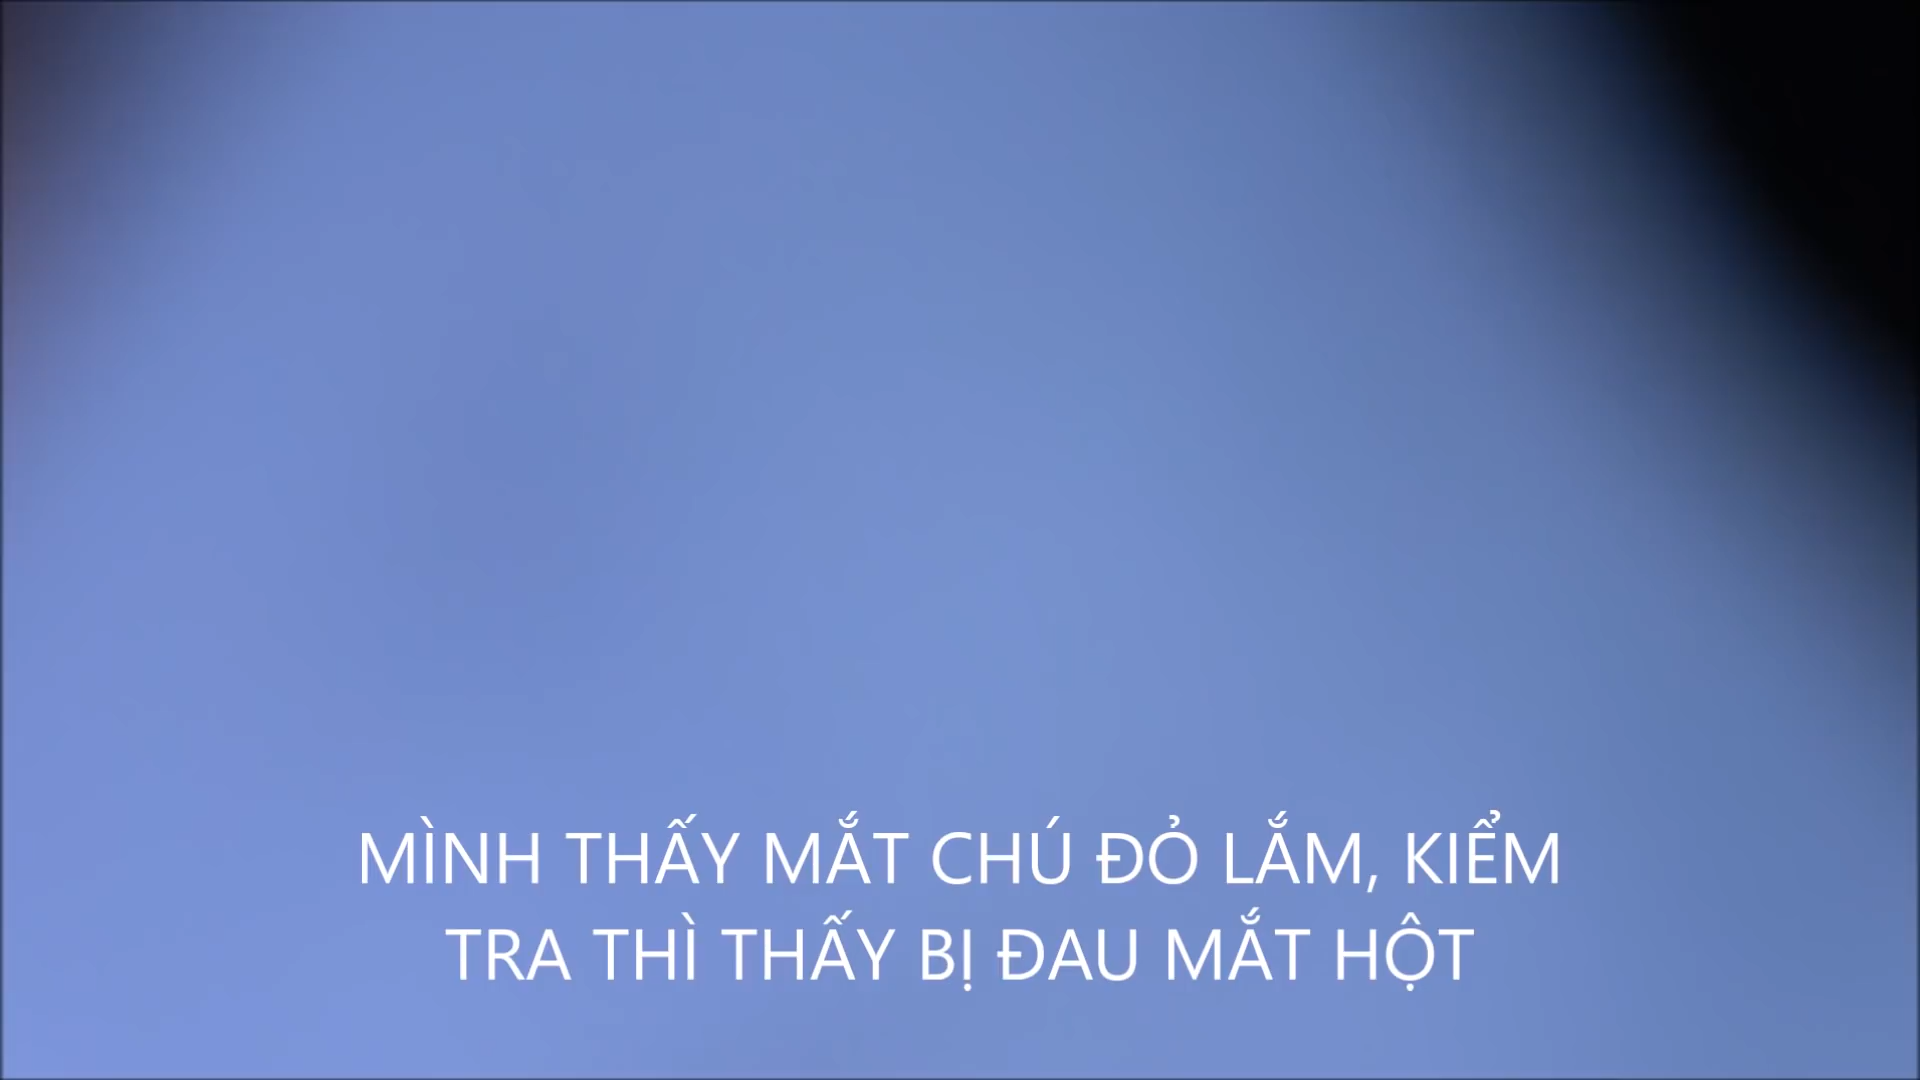 MÌNH THẤY MẮT CHÚ ĐỎ LẮM, KIỂM
TRA THÌ THẤY BỊ ĐAU MẮT HỘT